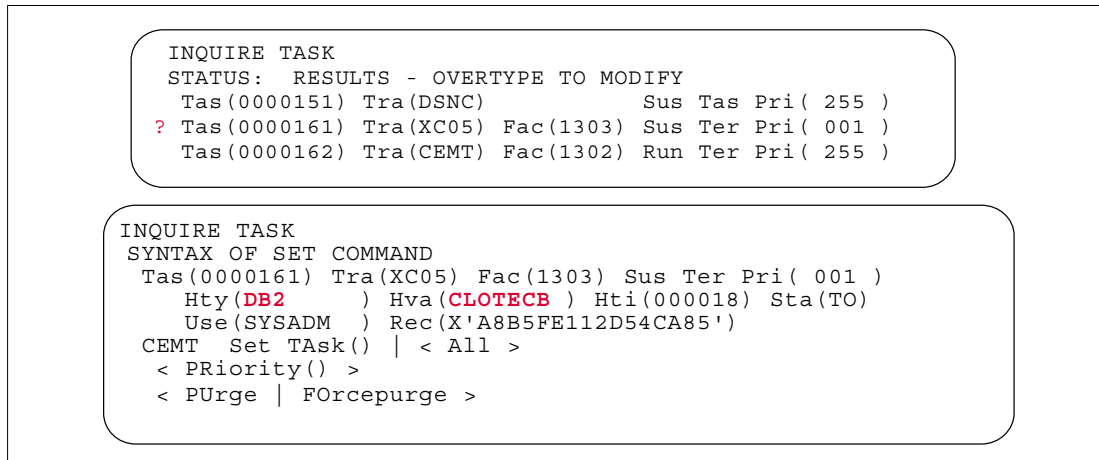 INQUIRE TASK
STATUS:  RESULTS - OVERTYPE TO MODIFY
Tas(0000151) Tra(DSNC)           Sus Tas Pri( 255 )
? Tas(0000161) Tra(XC05) Fac(1303) Sus Ter Pri( 001 )
Tas(0000162) Tra(CEMT) Fac(1302) Run Ter Pri( 255 )
INQUIRE TASK
SYNTAX OF SET COMMAND
Tas(0000161) Tra(XC05) Fac(1303) Sus Ter Pri( 001 )
Hty(DB2     ) Hva(CLOTECB ) Hti(000018) Sta(TO)
Use(SYSADM  ) Rec(X'A8B5FE112D54CA85')
CEMT  Set TAsk() | < All >
< PRiority() >
< PUrge | FOrcepurge >